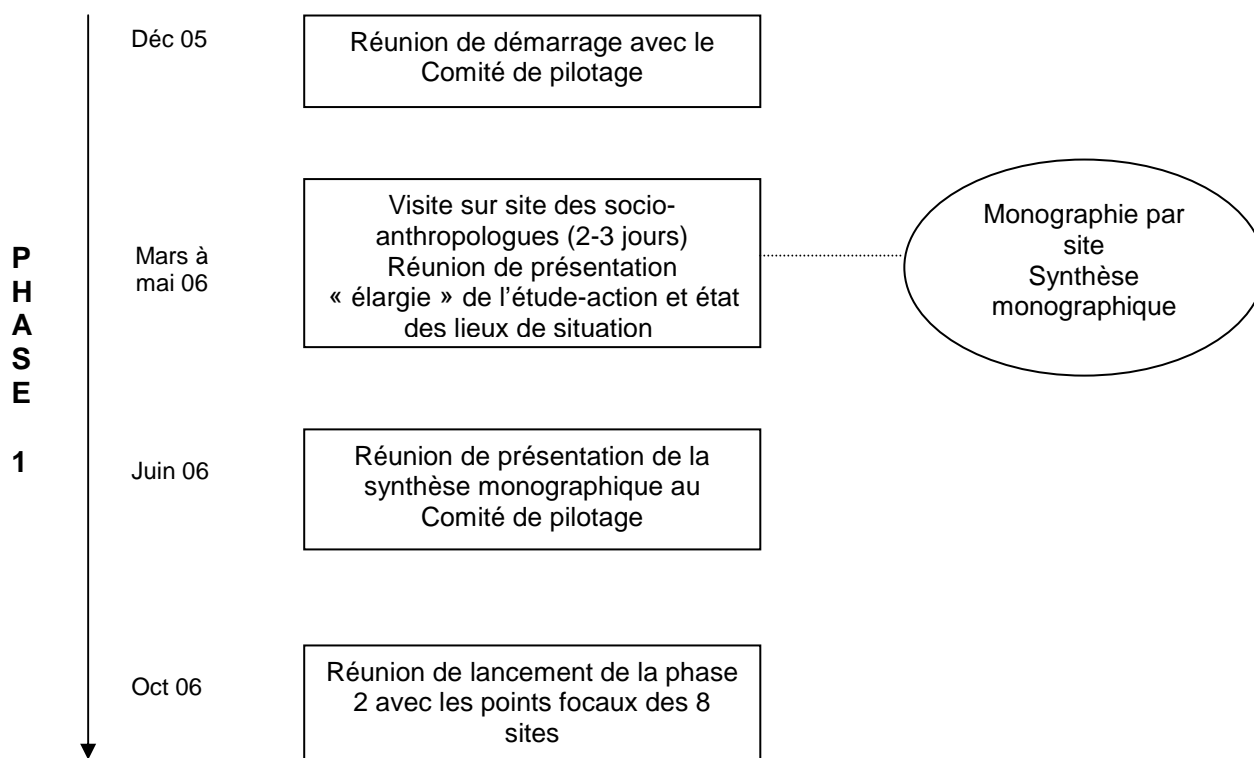 PHASE 1
Déc 05
Réunion de démarrage avec le
Comité de pilotage
Mars à
mai 06
Visite sur site des socio-
anthropologues (2-3 jours)
Réunion de présentation
« élargie » de l’étude-action et état
des lieux de situation
Monographie par
site
Synthèse
monographique
Juin 06
Réunion de présentation de la
synthèse monographique au
Comité de pilotage
Oct 06
Réunion de lancement de la phase
2 avec les points focaux des 8
sites